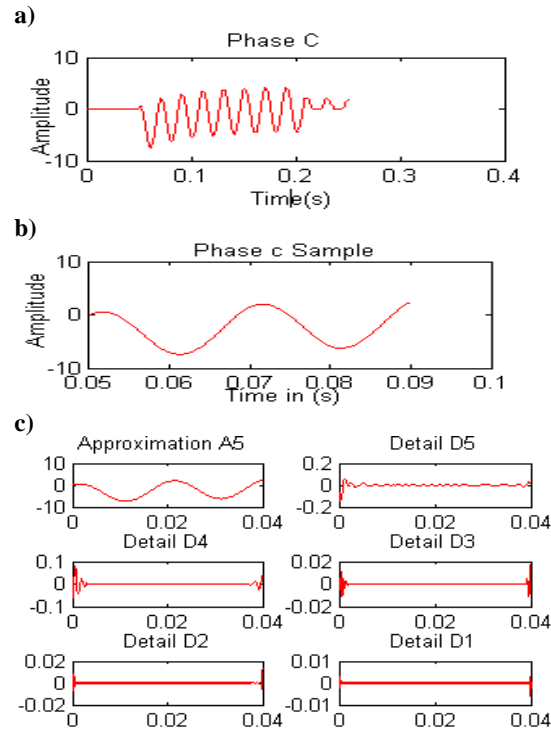 a)
Phase C
10
0
-10
Amplitude
0 0.1 0.2 0.3 0.4
Time(s)
b)
Phase c Sample
10
0
-10
Amplitude
0.05 0.06 0.07 0.08 0.09 0.1
Time in (s)
c)
Approximation A5 Detail D5
10 0.2
0 0
-10 -0.2
0 0.02 0.04 0 0.02 0.04
Detail D4 Detail D3
0.1 0.02
0 0
-0.1 -0.02
0 0.02 0.04 0 0.02 0.04
Detail D2 Detail D1
0.02 0.01
0 0
-0.02 -0.01
0 0.02 0.04 0 0.02 0.04